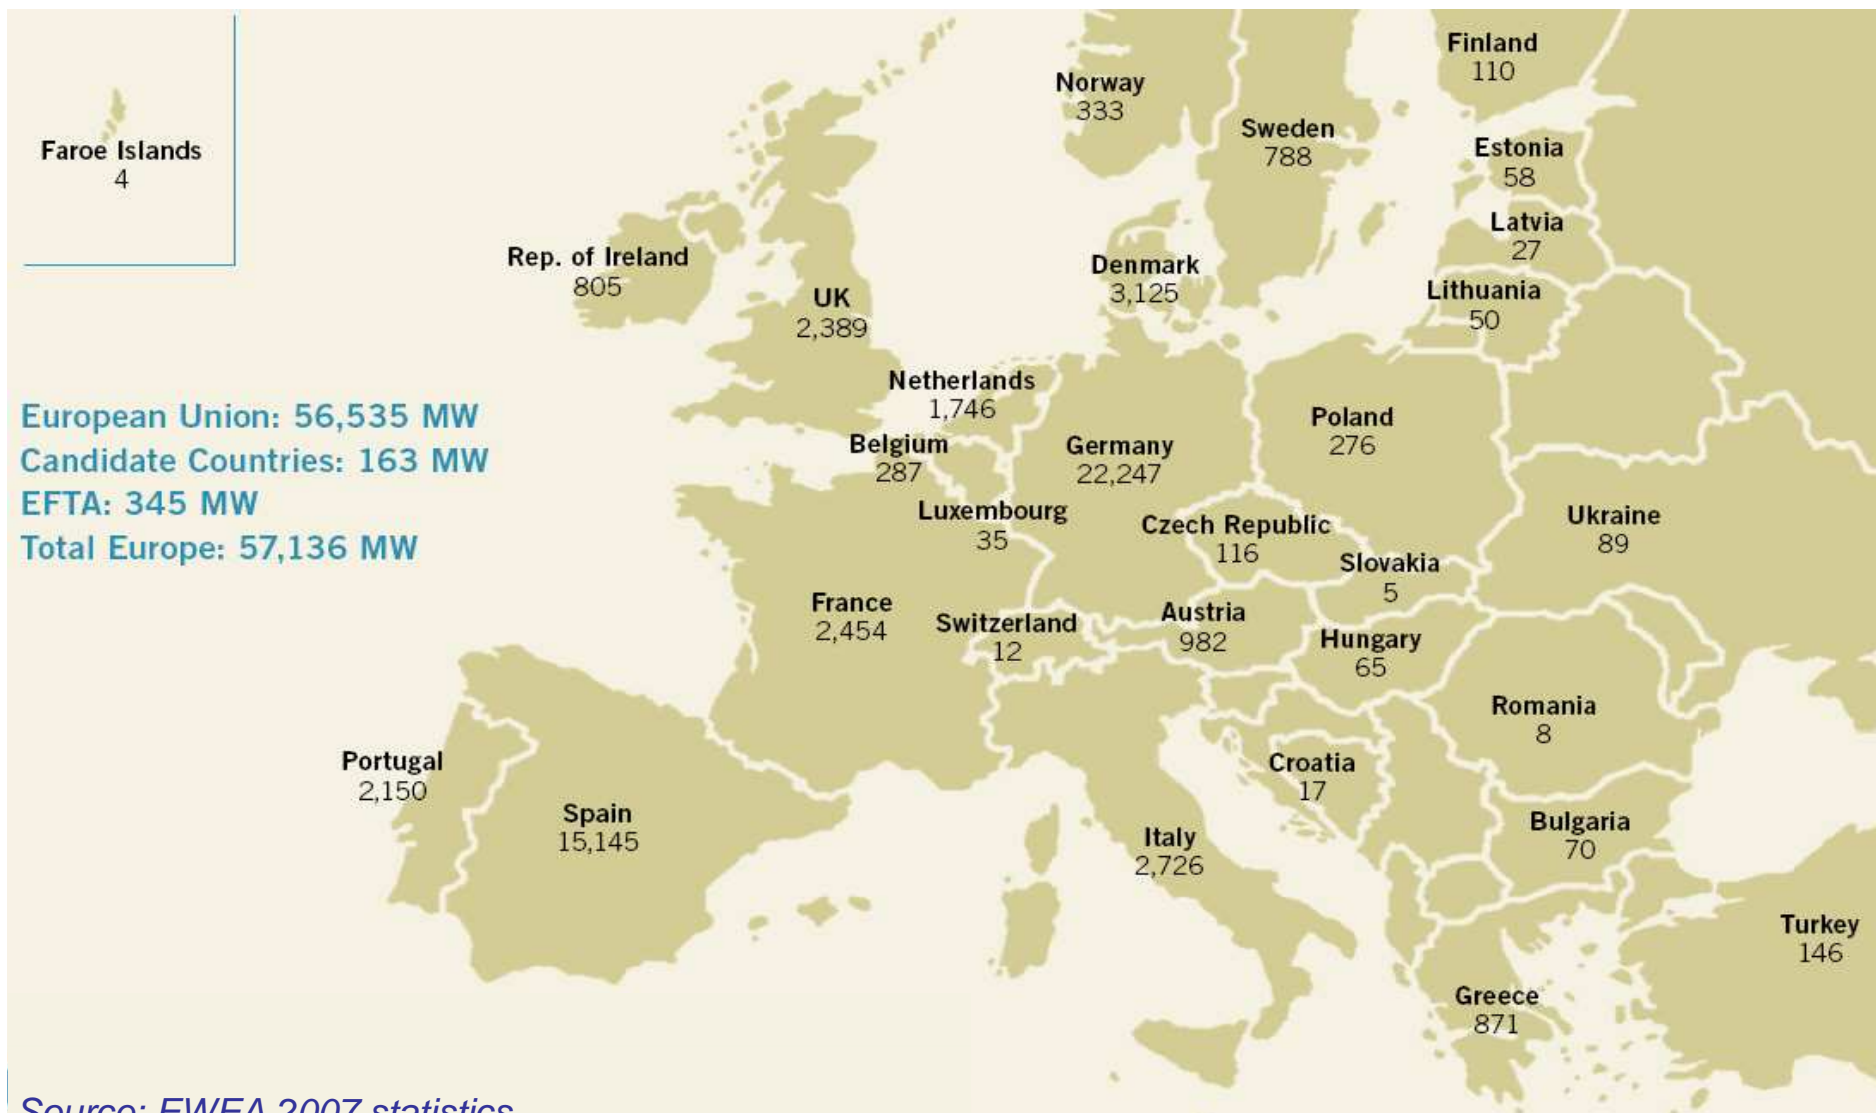 Finland
110
Norway
333
Sweden
788
Faroe Islands
4
Estonia
58
Latvia
27
Rep. of Ireland
805
Denmark
3,125
UK
2,389
Lithuania
50
Netherlands
1,746
European Union: 56,535 MW
Candidate Countries: 163 MW
EFTA: 345 MW
Total Europe: 57,136 MW
Belgium
287
Germany
22,247
Poland
276
Luxembourg
35
Czech Republic
116
Ukraine
89
Slovakia
5
France
2,454
Switzerland
12
Austria
982
Hungary
65
Romania
8
Portugal
2,150
Spain
15,145
Croatia
17
Italy
2,726
Bulgaria
70
Turkey
146
Greece
871
Source: EWEA 2007 statistics